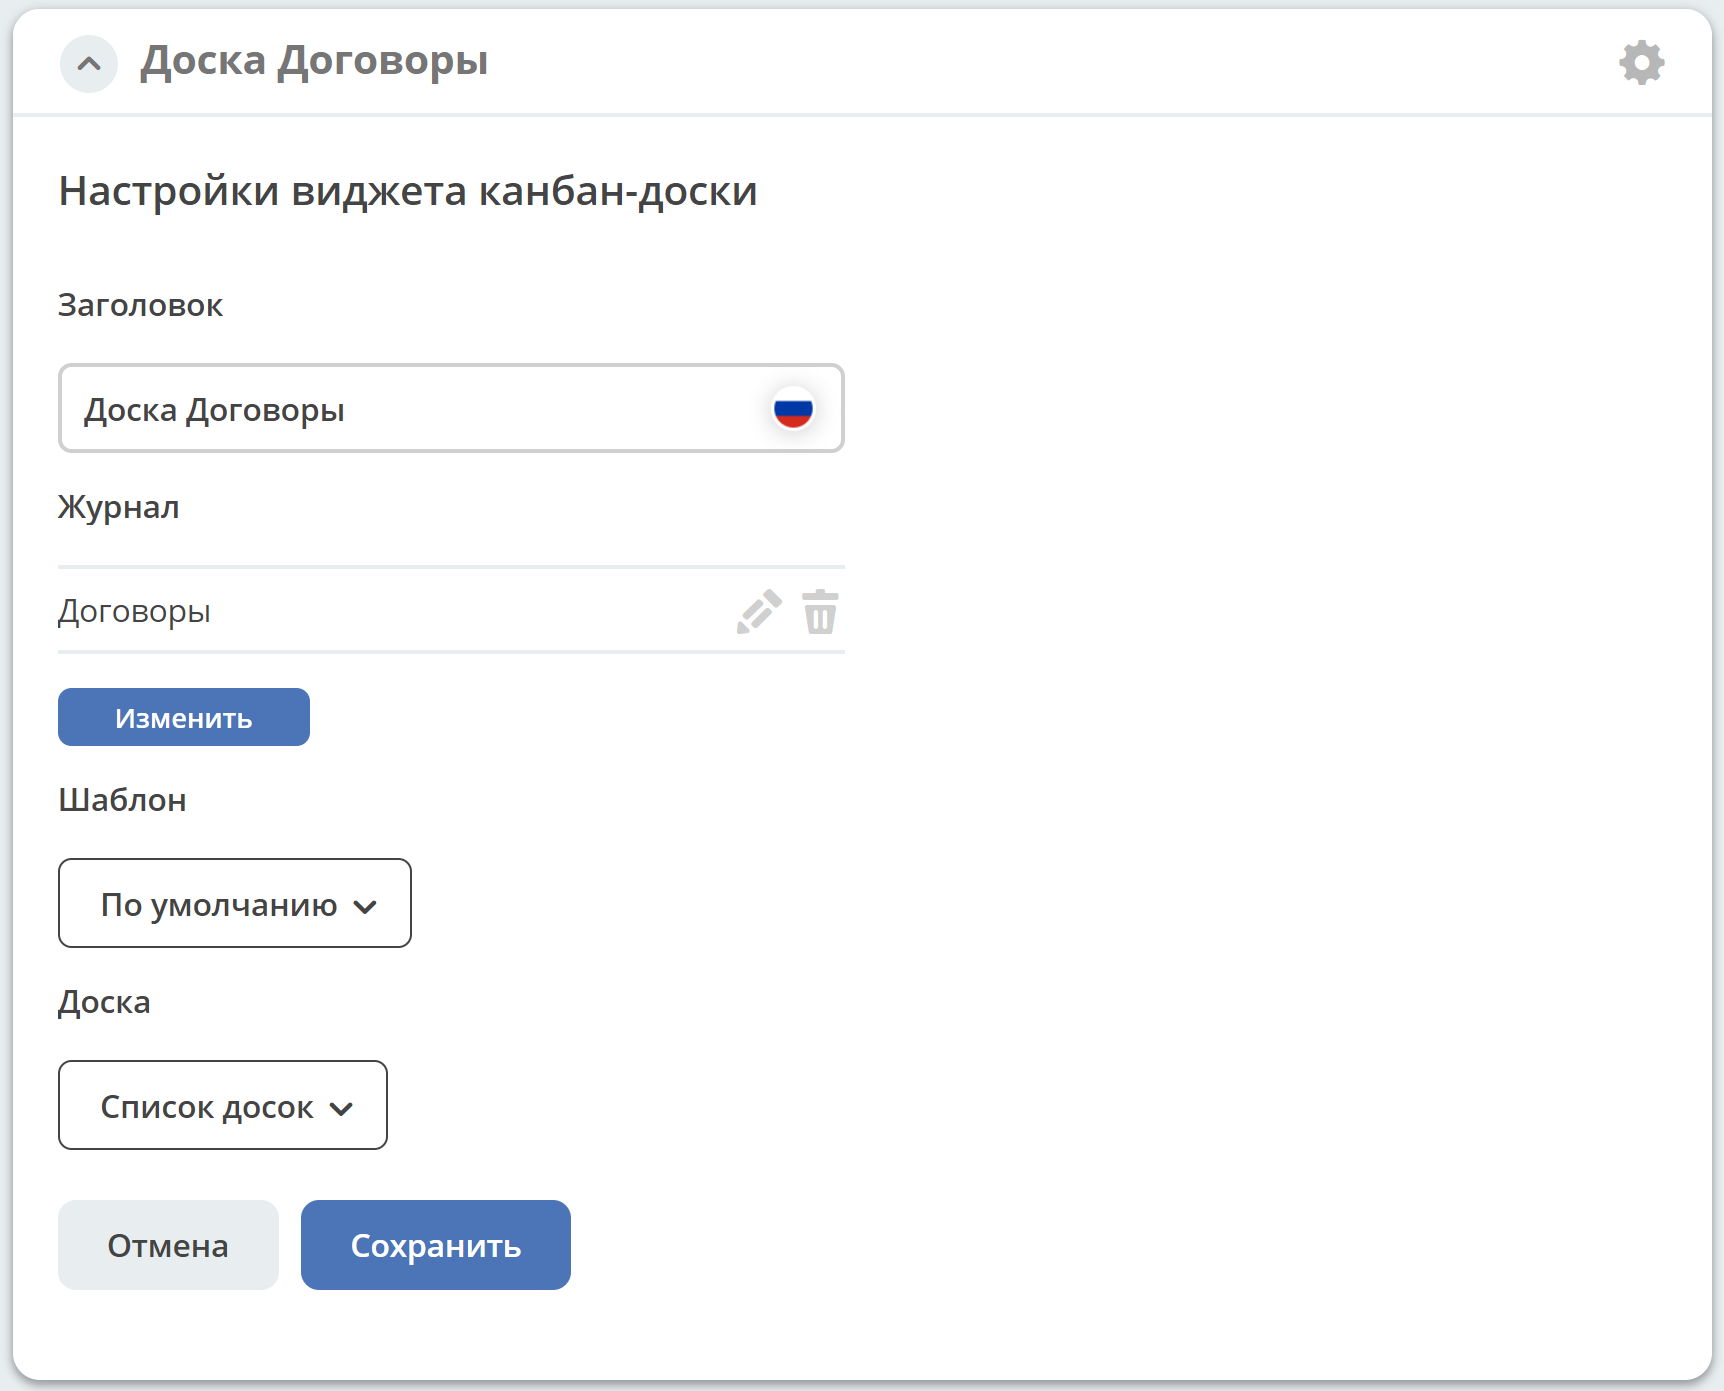 Доска Договоры
Настройки виджета канбан-доски
Заголовок
Доска Договоры
Журнал
Договоры
Изменить
Шаблон
По умолчанию
Доска
Список досок
Отмена Сохранить